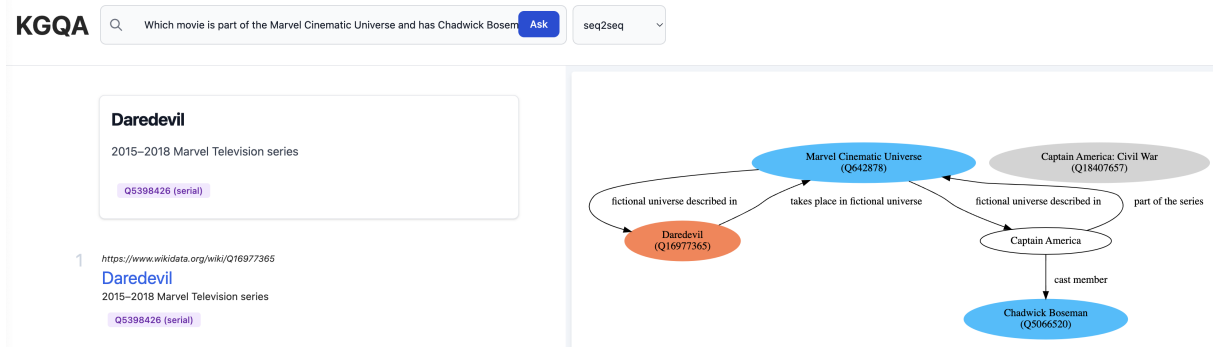 KGQA
Which movie is part of the Marvel Cinematic Universe and has Chadwick Bosem
Ask
seq2seq
Daredevil
2015–2018 Marvel Television series
Q5398426 (serial)
1
https://www.wikidata.org/wiki/Q16977365
Daredevil
2015–2018 Marvel Television series
Q5398426 (serial)
Marvel Cinematic Universe
(Q642878)
Captain America: Civil War
(Q18407657)
fictional universe described in
takes place in fictional universe
fictional universe described in
part of the series
Daredevil
(Q16977365)
Captain America
cast member
Chadwick Boseman
(Q5066520)